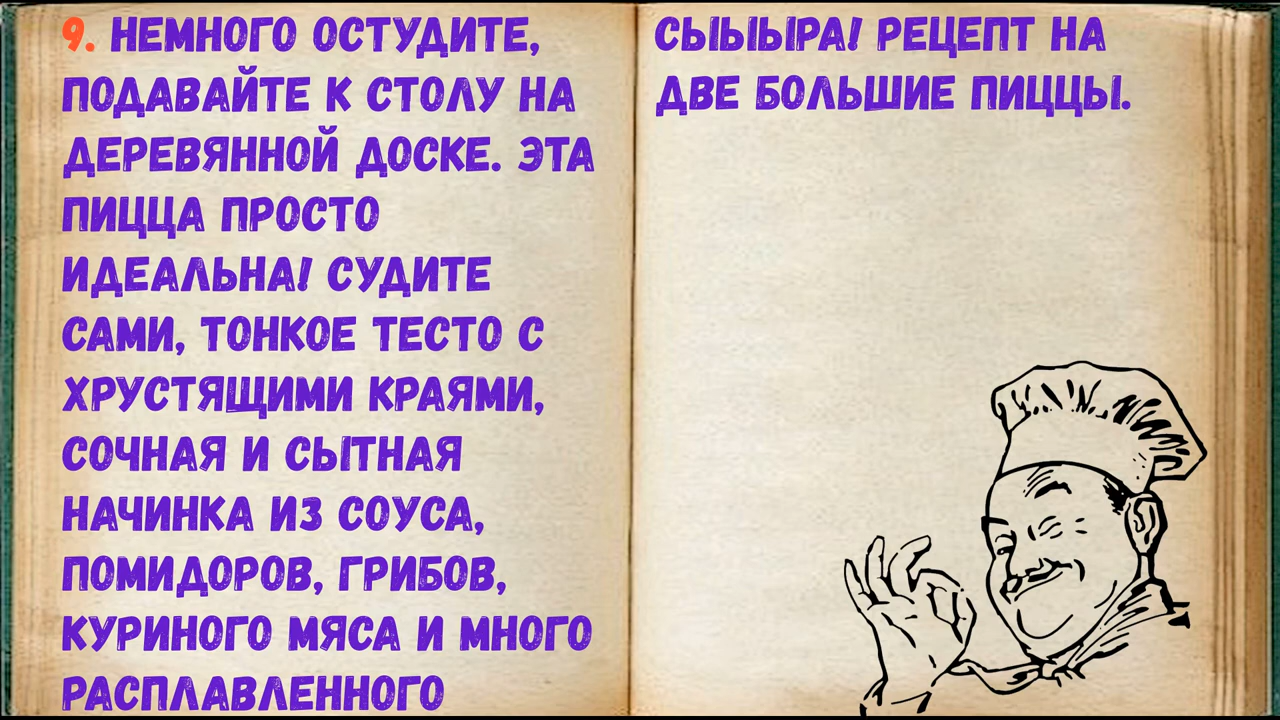 9. НЕМНОГО ОСТУДИТЕ,
ПОДАВАЙТЕ К СТОЛУ НА
ДЕРЕВЯННОЙ ДОСКЕ. ЭТА
ПИЦЦА ПРОСТО
ИДЕАЛЬНА! СУДИТЕ
САМИ, ТОНКОЕ ТЕСТО С
ХРУСТЯЩИМИ КРАЯМИ,
СОЧНАЯ И СЫТНАЯ
НАЧИНКА ИЗ СОУСА,
ПОМИДОРОВ, ГРИБОВ,
КУРИНОГО МЯСА И МНОГО
РАСПЛАВЛЕННОГО
СЫЫЫРА! РЕЦЕПТ НА
ДВЕ БОЛЬШИЕ ПИЦЦЫ.